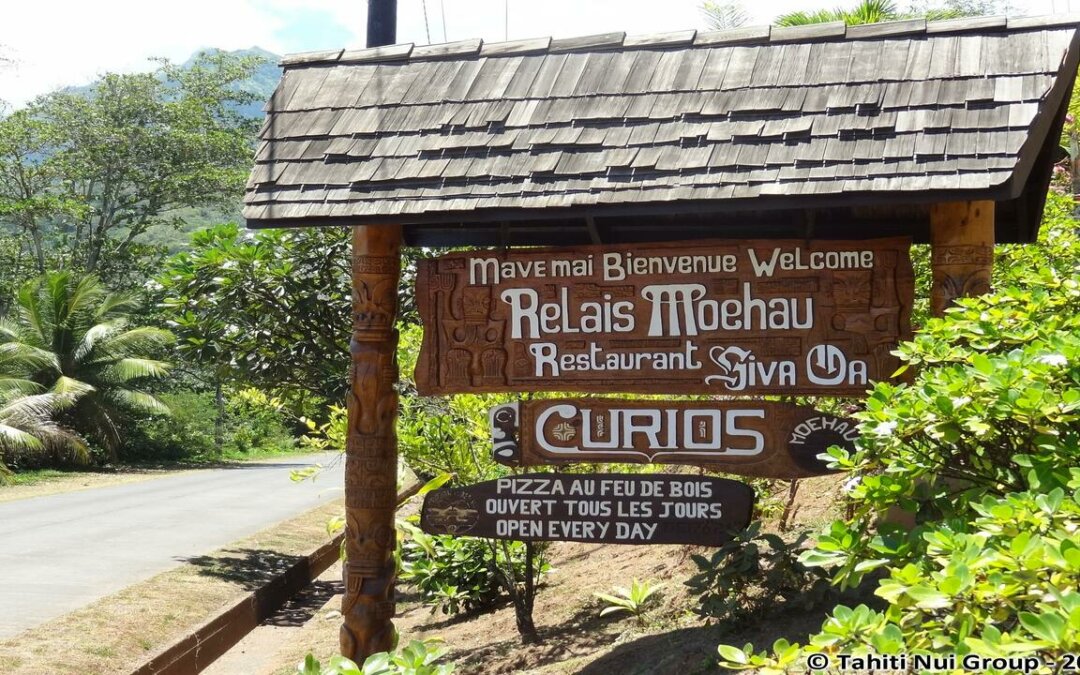 Mave mai Bienvenue Welcome
Relais Moehau
Restaurant Hiva Oa
CURIOS
MOEHAU
PIZZA AU FEU DE BOIS
OUVERT TOUS LES JOURS
OPEN EVERY DAY
© Tahiti Nui Group - 20